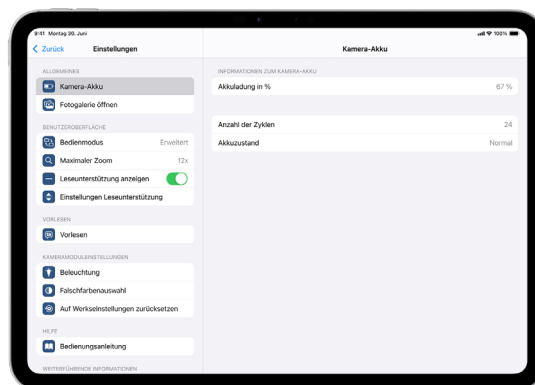 9:41 Montag 30. Juni
100%
Zurück
Einstellungen
Kamera-Akku
ALLGEMEINES
Kamera-Akku
Fotogalerie öffnen
BENUTZEROBERFLÄCHE
Bedienmodus Erweitert
Maximaler Zoom 12x
Leseunterstützung anzeigen
Einstellungen Leseunterstützung
VORLESEN
Vorlesen
KAMERAMODULEINSTELLUNGEN
Beleuchtung
Falschfarbenauswahl
Auf Werkseinstellungen zurücksetzen
HILFE
Bedienungsanleitung
WEITERFÜHRENDE INFORMATIONEN
INFORMATIONEN ZUM KAMERA-AKKU
Akkuladung in % 67 %
Anzahl der Zyklen 24
Akkuzustand Normal